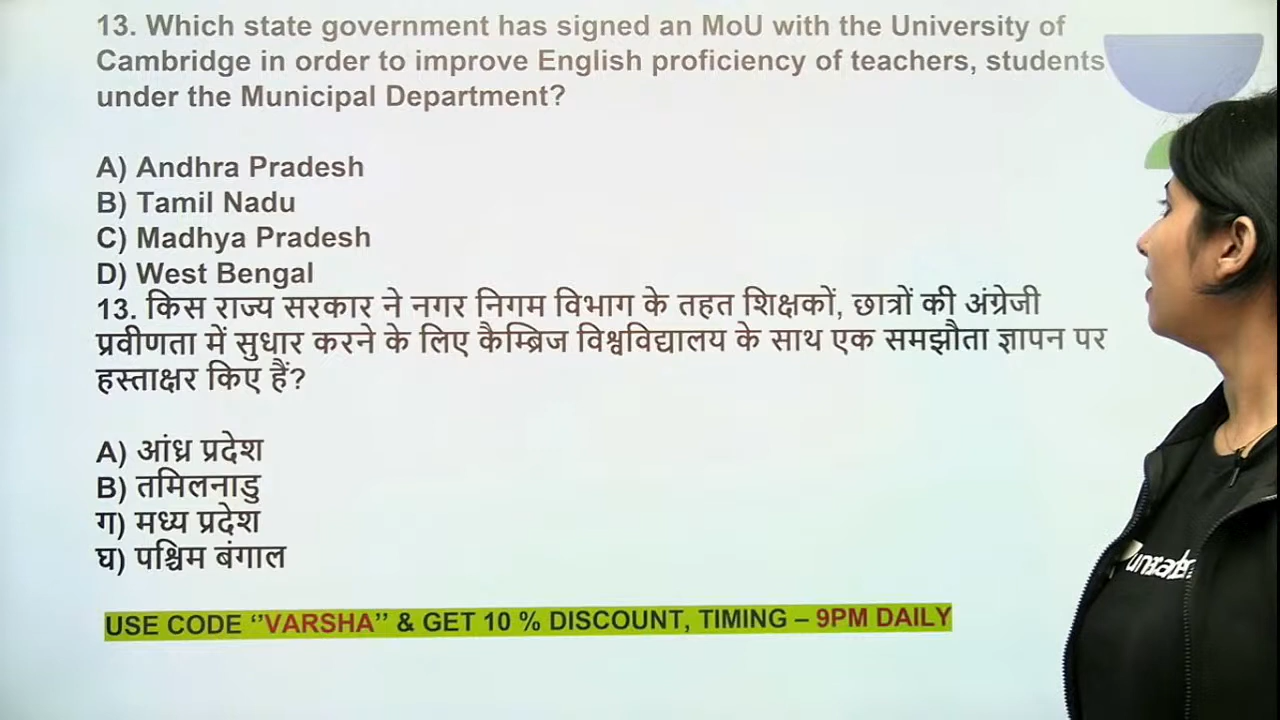 13. Which state government has signed an MoU with the University of
Cambridge in order to improve English proficiency of teachers, students
under the Municipal Department?
A) Andhra Pradesh
B) Tamil Nadu
C) Madhya Pradesh
D) West Bengal
13. किस राज्य सरकार ने नगर निगम विभाग के तहत शिक्षकों, छात्रों की अंग्रेजी
प्रवीणता में सुधार करने के लिए कैम्ब्रिज विश्वविद्यालय के साथ एक समझौता ज्ञापन पर
हस्ताक्षर किए हैं?
A) आंध्र प्रदेश
B) तमिलनाडु
ग) मध्य प्रदेश
घ) पश्चिम बंगाल
USE CODE ‘’VARSHA’’ & GET 10 % DISCOUNT, TIMING – 9PM DAILY